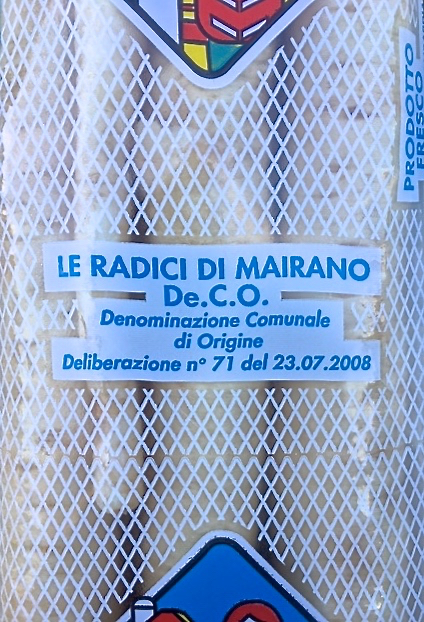 LE RADICI DI MAIRANO
De.C.O.
Denominazione Comunale
di Origine
Deliberazione n° 71 del 23.07.2008
PRODOTTO
FRESCO